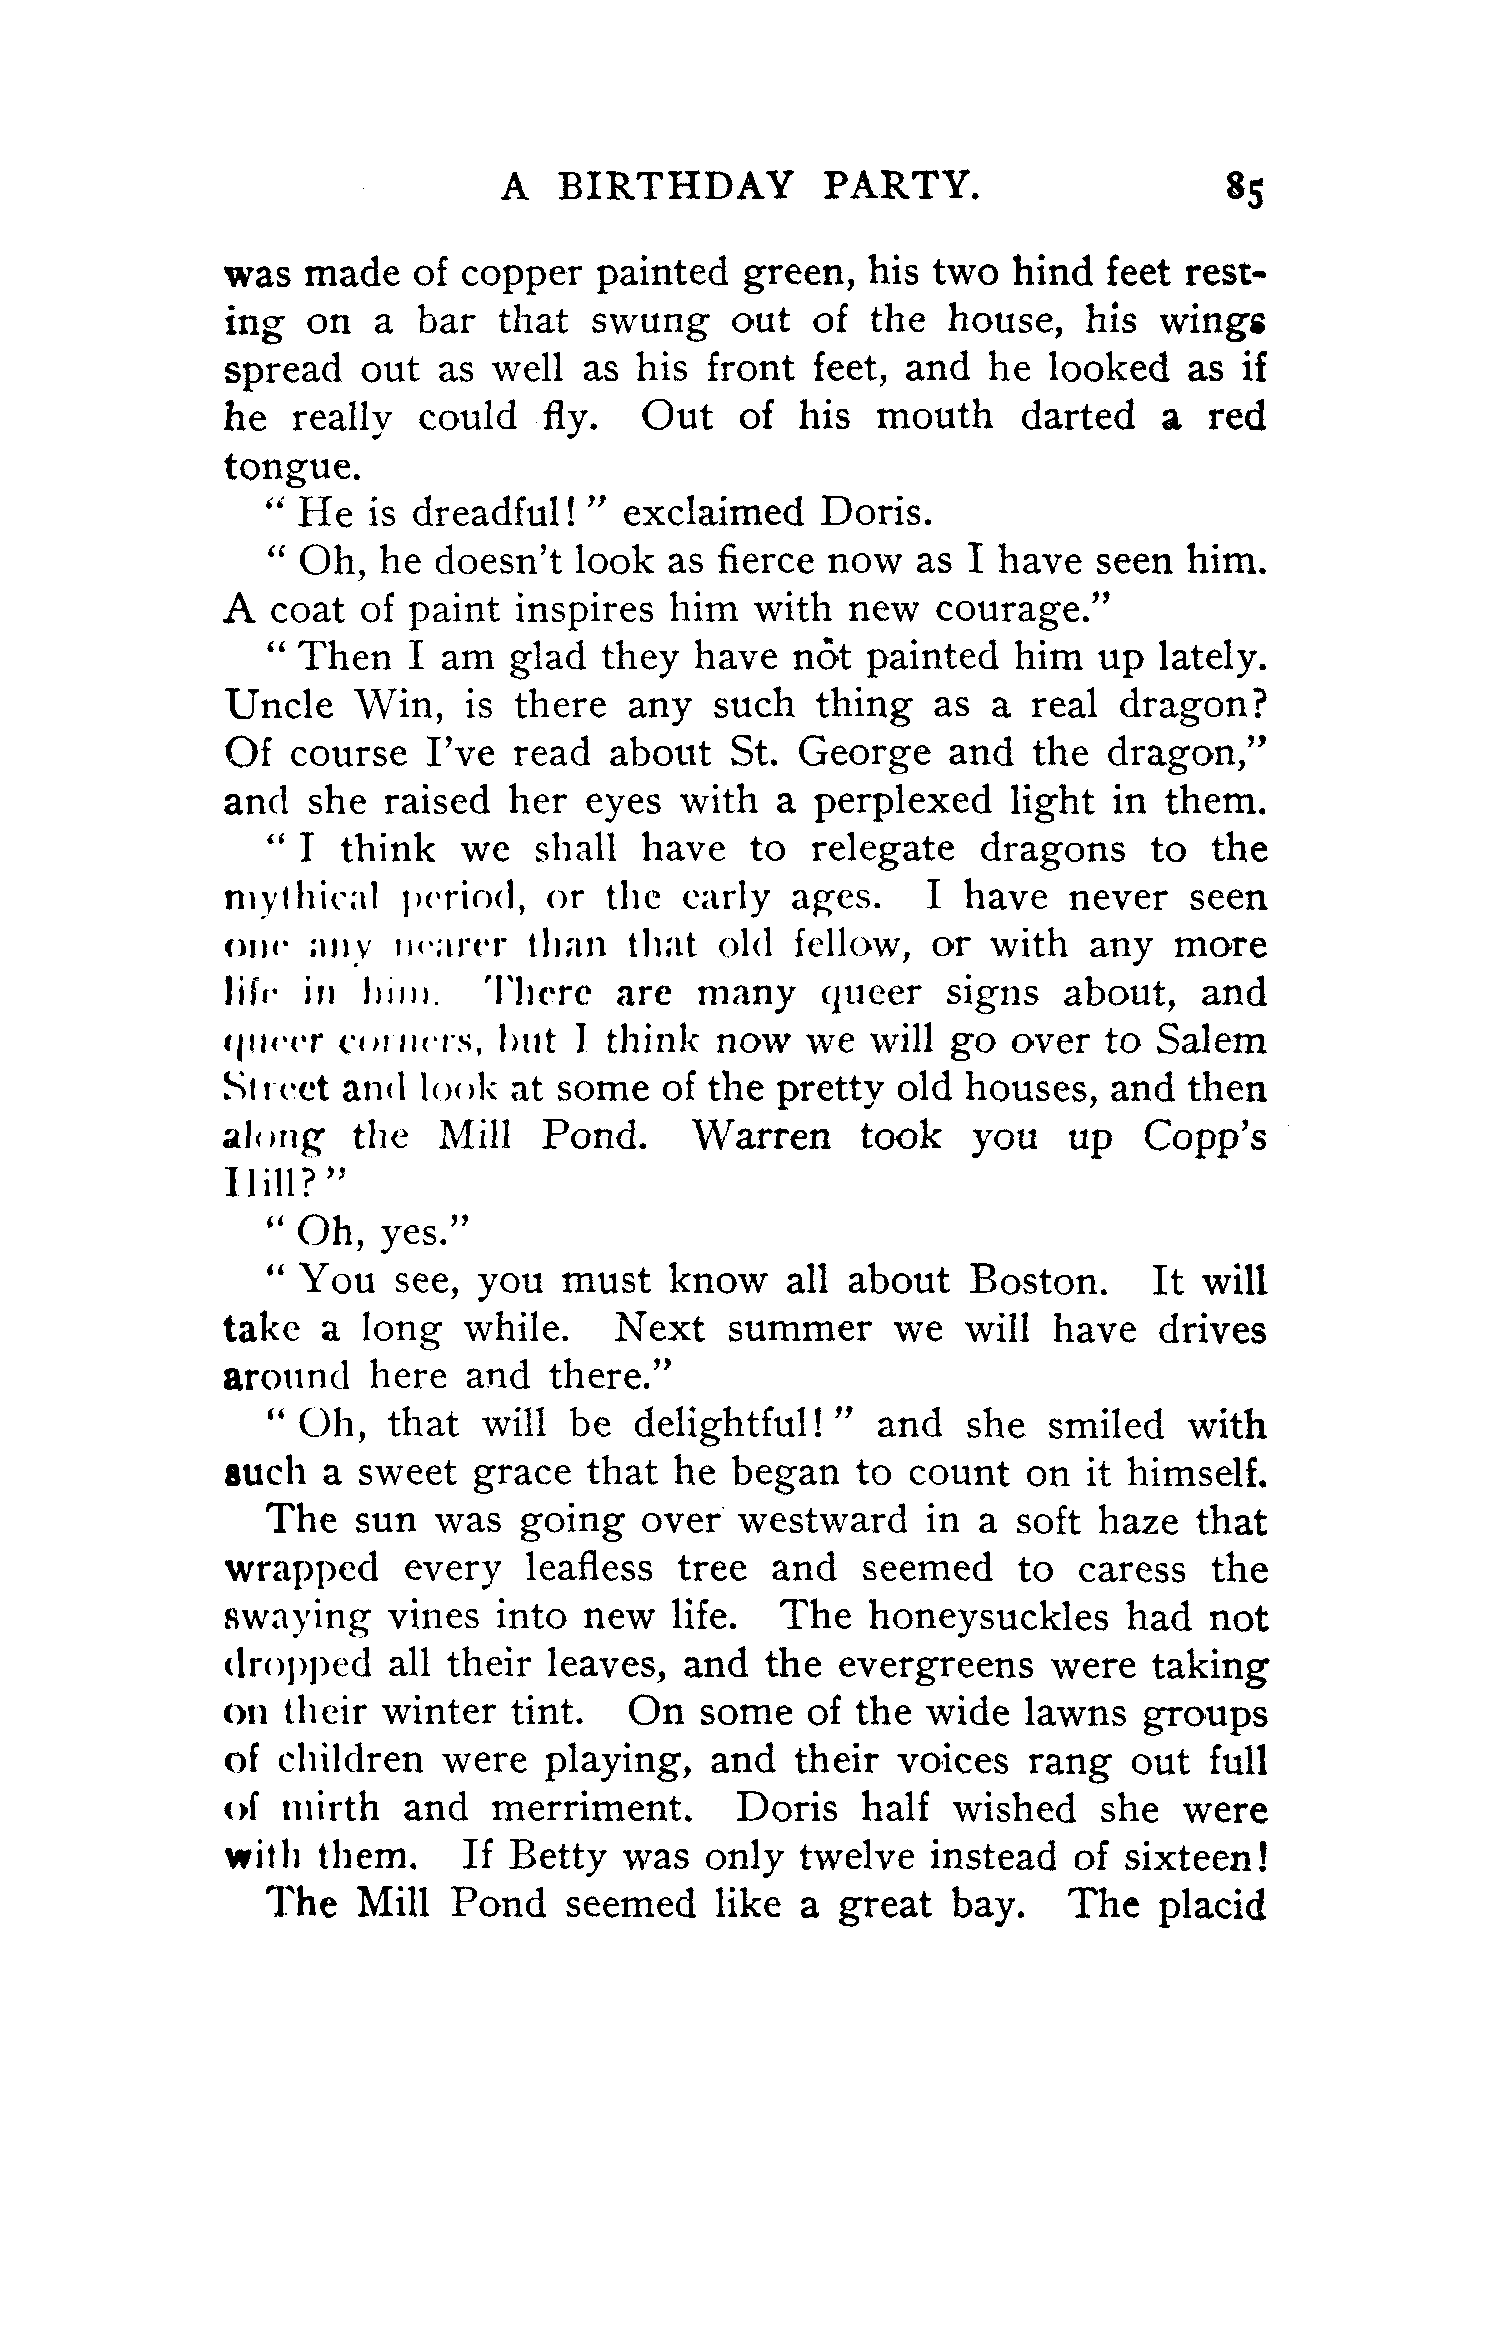 A BIRTHDAY PARTY. 85
was made of copper painted green, his two hind feet rest-
ing on a bar that swung out of the house, his wings
spread out as well as his front feet, and he looked as if
he really could fly. Out of his mouth darted a red
tongue.
“ He is dreadful! ” exclaimed Doris.
“ Oh, he doesn’t look as fierce now as I have seen him.
A coat of paint inspires him with new courage.”
“ Then I am glad they have not painted him up lately.
Uncle Win, is there any such thing as a real dragon?
Of course I’ve read about St. George and the dragon,”
and she raised her eyes with a perplexed light in them.
“ I think we shall have to relegate dragons to the
mythical period, or the early ages. I have never seen
one any nearer than that old fellow, or with any more
life in him. There are many queer signs about, and
queer corners, but I think now we will go over to Salem
Street and look at some of the pretty old houses, and then
along the Mill Pond. Warren took you up Copp’s
Hill? ”
“ Oh, yes.”
“ You see, you must know all about Boston. It will
take a long while. Next summer we will have drives
around here and there.”
“ Oh, that will be delightful! ” and she smiled with
such a sweet grace that he began to count on it himself.
The sun was going over westward in a soft haze that
wrapped every leafless tree and seemed to caress the
swaying vines into new life. The honeysuckles had not
dropped all their leaves, and the evergreens were taking
on their winter tint. On some of the wide lawns groups
of children were playing, and their voices rang out full
of mirth and merriment. Doris half wished she were
with them. If Betty was only twelve instead of sixteen!
The Mill Pond seemed like a great bay. The placid